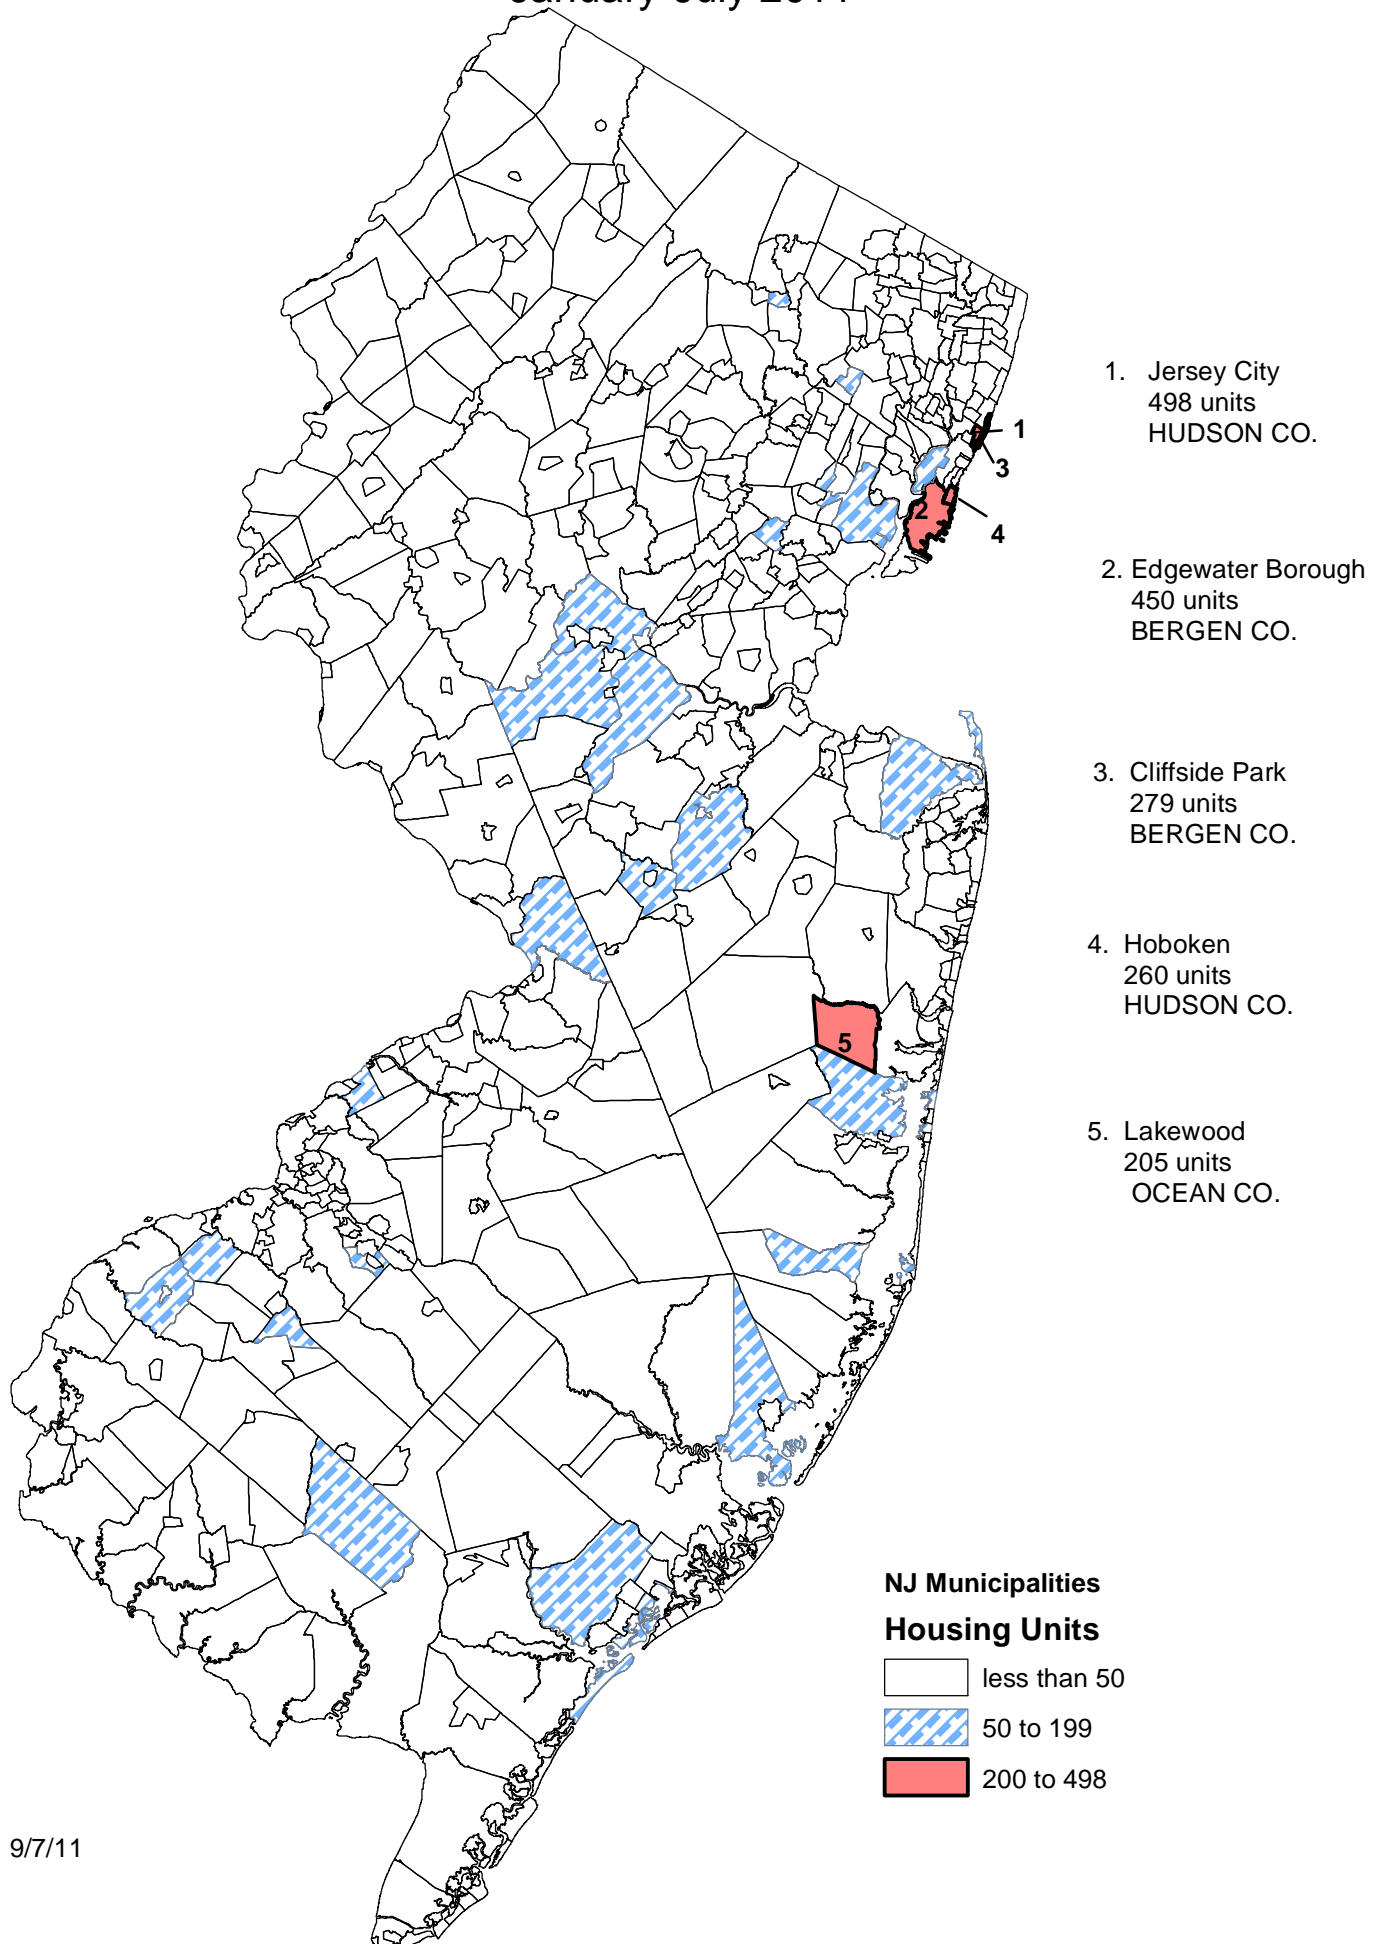 1
3
2
4
5
1. Jersey City
498 units
HUDSON CO.
2. Edgewater Borough
450 units
BERGEN CO.
3. Cliffside Park
279 units
BERGEN CO.
4. Hoboken
260 units
HUDSON CO.
5. Lakewood
205 units
OCEAN CO.
NJ Municipalities
Housing Units
less than 50
50 to 199
200 to 498
9/7/11